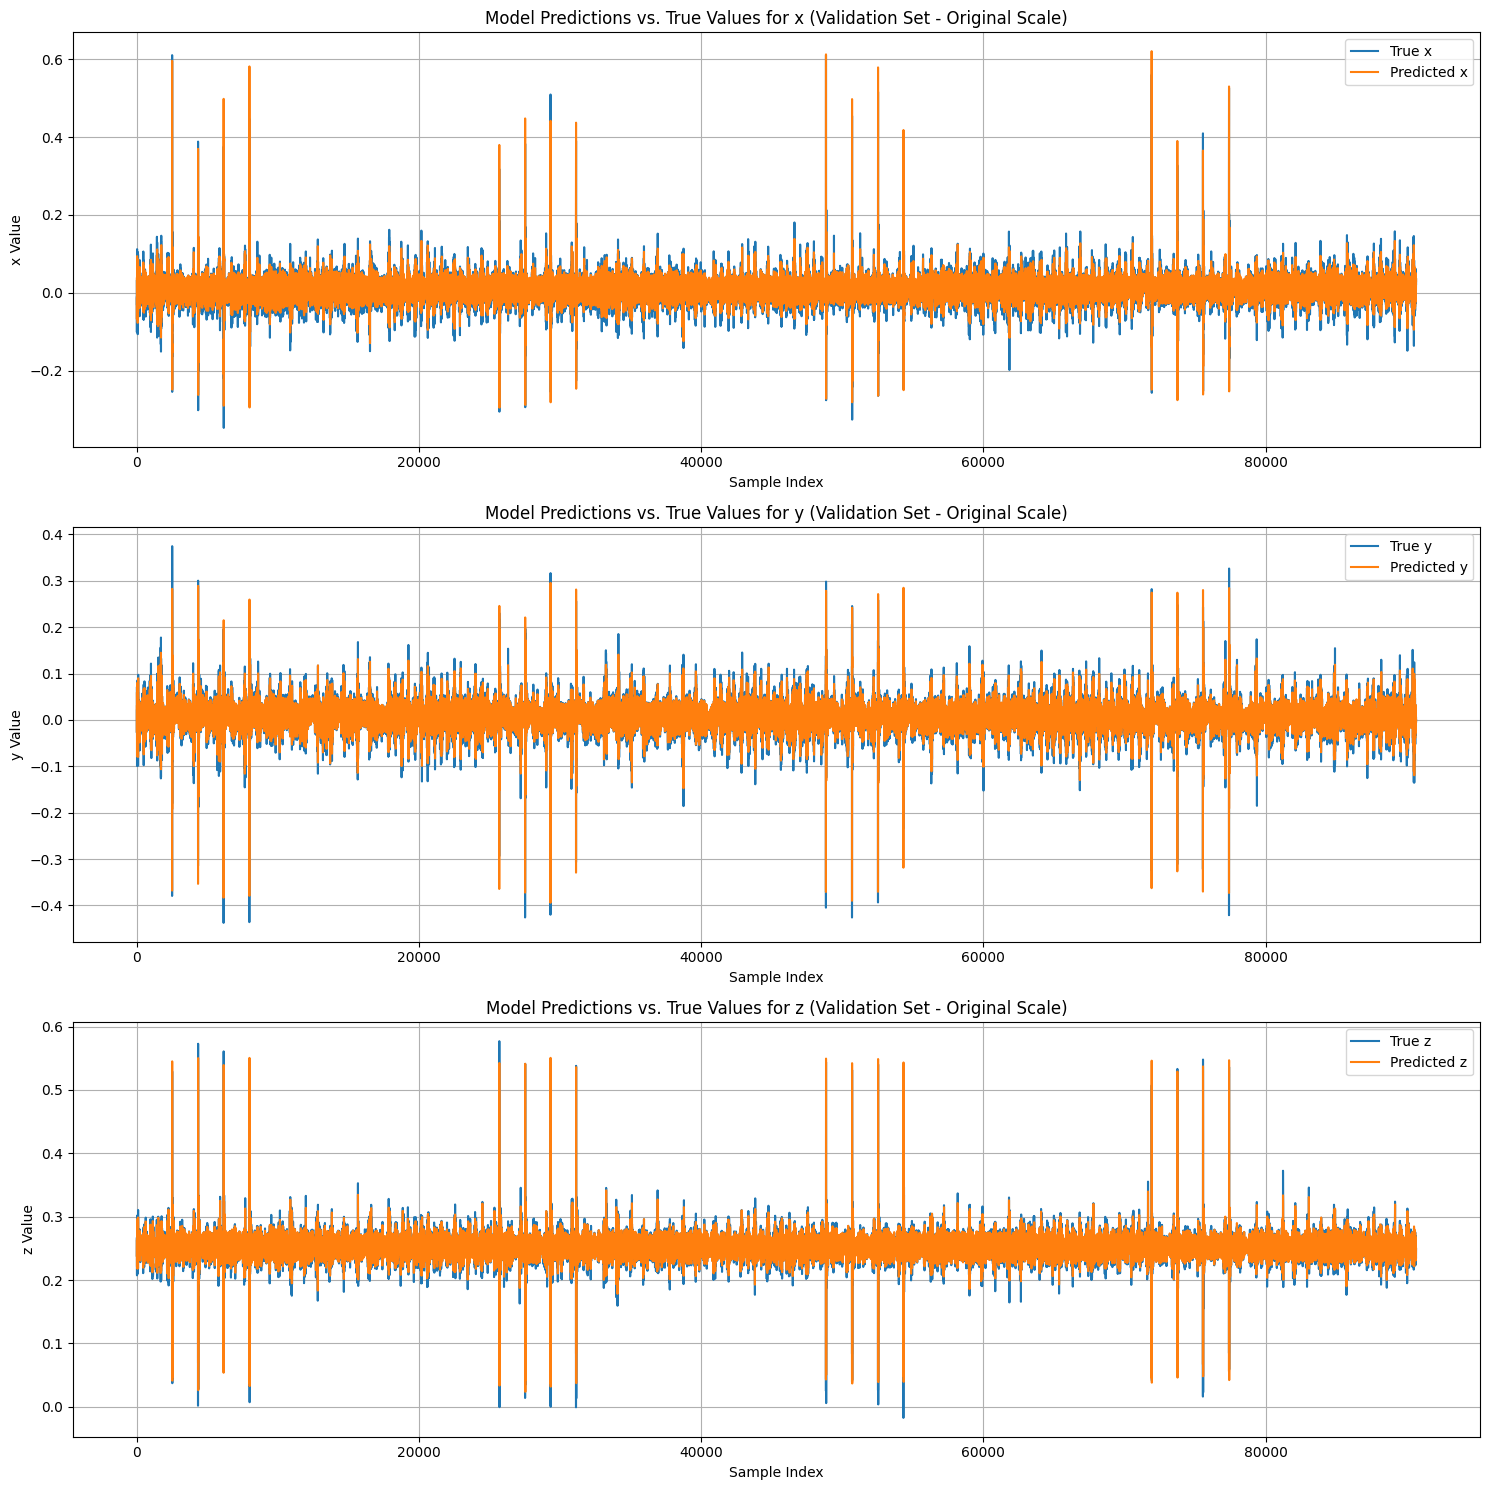 Model Predictions vs. True Values for x (Validation Set - Original Scale)
True x
Predicted x
0.6
0.4
0.2
0.0
−0.2
x Value
0 20000 40000 60000 80000
Sample Index
Model Predictions vs. True Values for y (Validation Set - Original Scale)
True y
Predicted y
0.4
0.3
0.2
0.1
0.0
−0.1
−0.2
−0.3
−0.4
y Value
0 20000 40000 60000 80000
Sample Index
Model Predictions vs. True Values for z (Validation Set - Original Scale)
True z
Predicted z
0.6
0.5
0.4
0.3
0.2
0.1
0.0
z Value
0 20000 40000 60000 80000
Sample Index